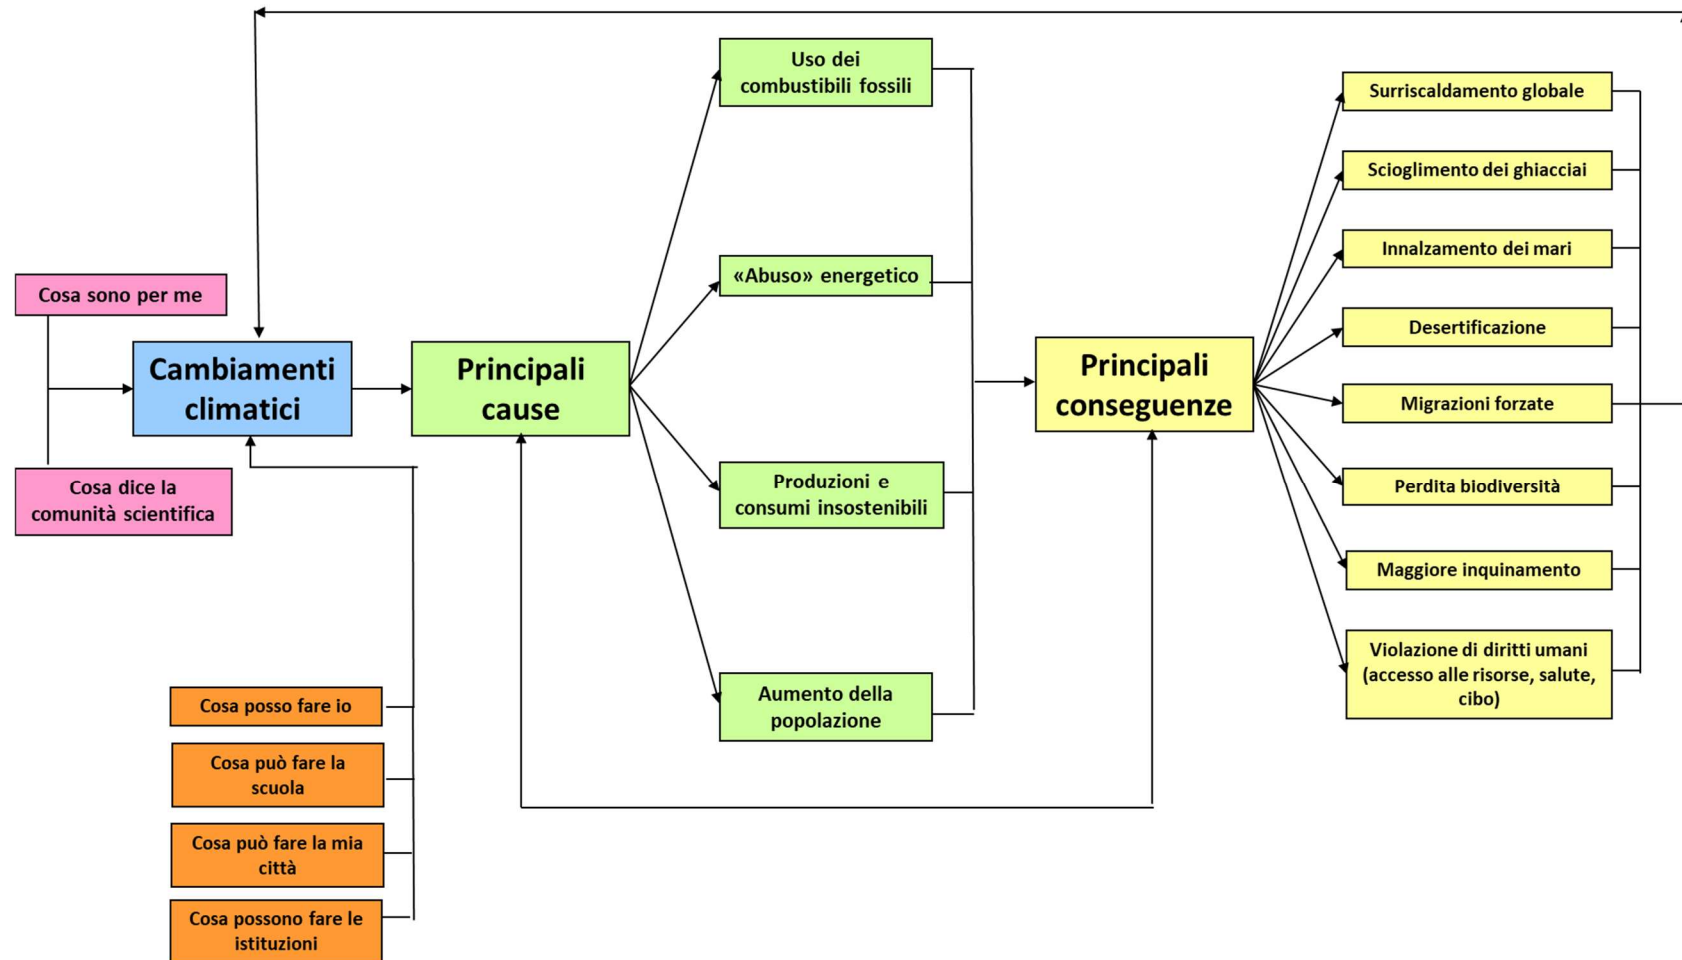 Cosa sono per me
Cosa dice la
comunità scientifica
Cambiamenti
climatici
Cosa posso fare io
Cosa può fare la
scuola
Cosa può fare la mia
città
Cosa possono fare le
istituzioni
Principali
cause
Uso dei
combustibili fossili
«Abuso» energetico
Produzioni e
consumi insostenibili
Aumento della
popolazione
Principali
conseguenze
Surriscaldamento globale
Scioglimento dei ghiacciai
Innalzamento dei mari
Desertificazione
Migrazioni forzate
Perdita biodiversità
Maggiore inquinamento
Violazione di diritti umani
(accesso alle risorse, salute,
cibo)